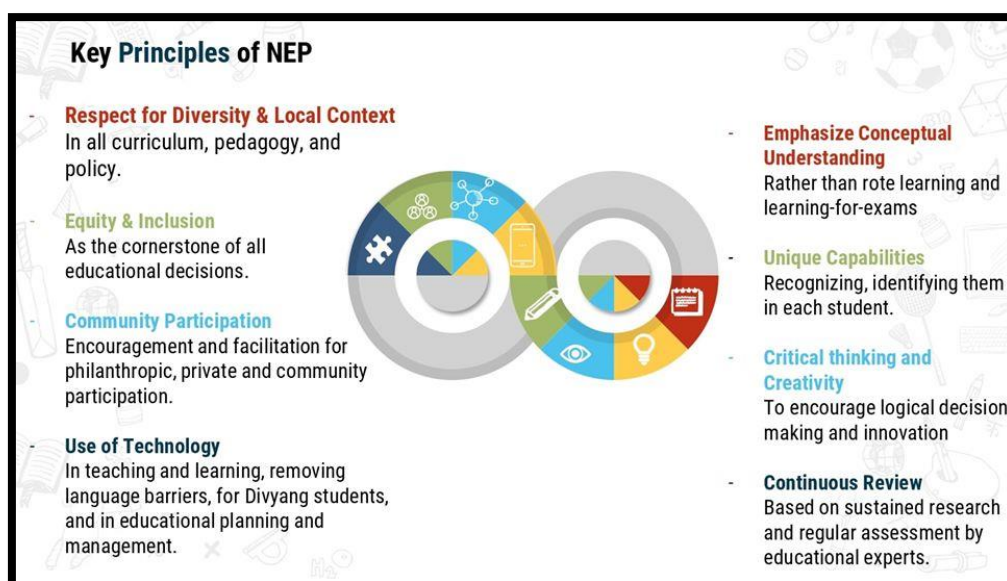 Key Principles of NEP
- Respect for Diversity & Local Context
In all curriculum, pedagogy, and
policy.
- Equity & Inclusion
As the cornerstone of all
educational decisions.
- Community Participation
Encouragement and facilitation for
philanthropic, private and community
participation.
- Use of Technology
In teaching and learning, removing
language barriers, for Divyang students,
and in educational planning and
management.
- Emphasize Conceptual
Understanding
Rather than rote learning and
learning-for-exams
- Unique Capabilities
Recognizing, identifying them
in each student.
- Critical thinking and
Creativity
To encourage logical decision
making and innovation
- Continuous Review
Based on sustained research
and regular assessment by
educational experts.
H₂O